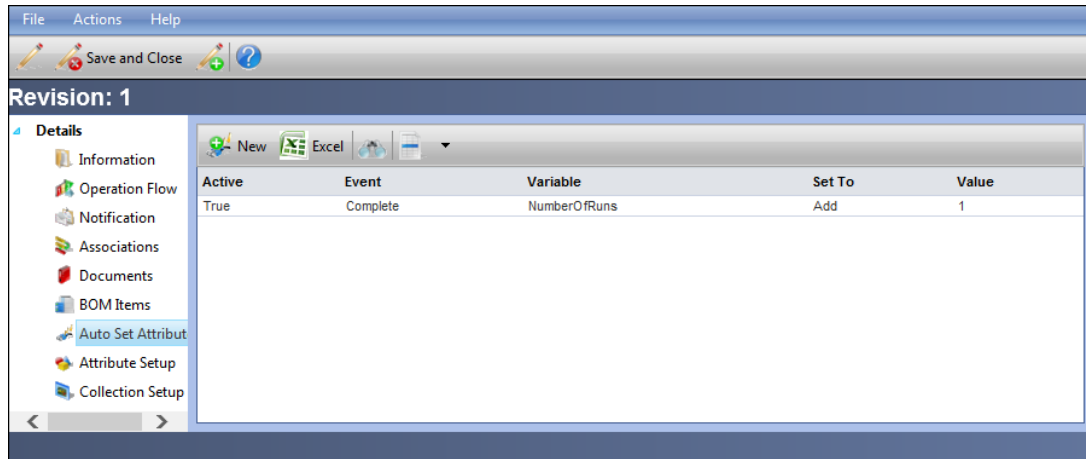 File Actions Help
Save and Close
Revision: 1
Details
Information
Operation Flow
Notification
Associations
Documents
BOM Items
Auto Set Attribut
Attribute Setup
Collection Setup
New Excel
Active Event Variable Set To Value
True Complete NumberOfRuns Add 1